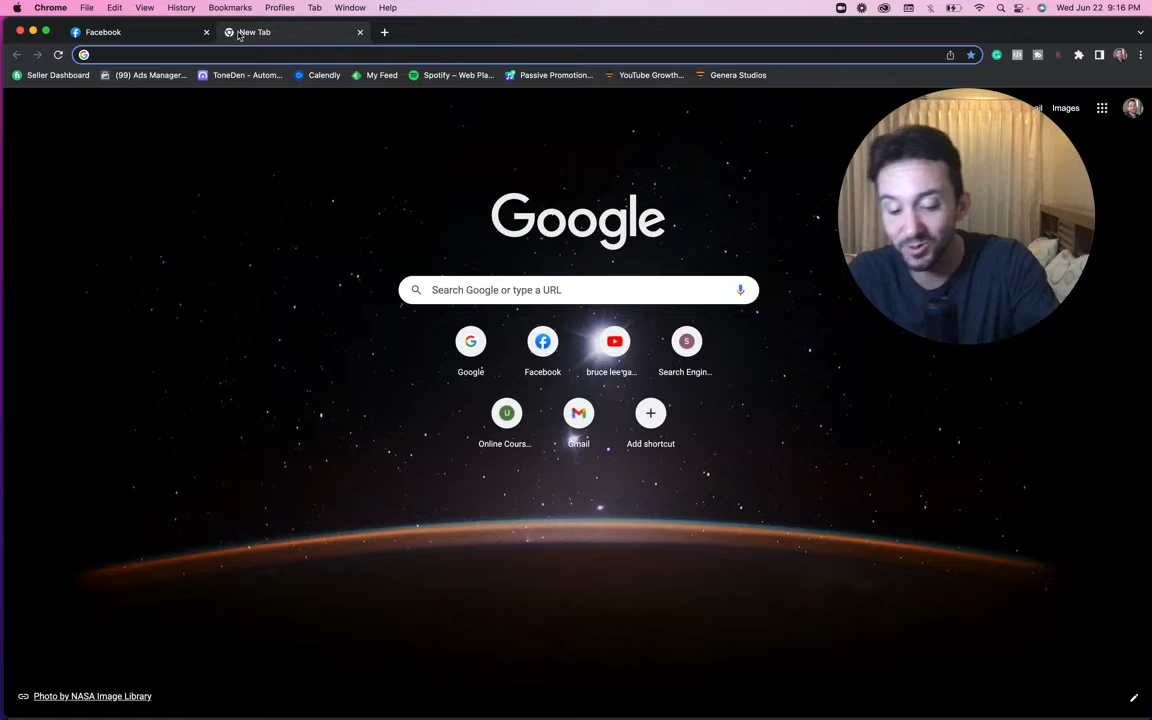 Chrome File Edit View History Bookmarks Profiles Tab Window Help Wed Jun 22 9:16 PM
Facebook New Tab
Seller Dashboard (99) Ads Manager... ToneDen – Autom... Calendly My Feed Spotify – Web Pla... Passive Promotion... YouTube Growth... Genera Studios
Images
Google
Search Google or type a URL
Google Facebook bruce lee ga... Search Engin...
Online Cours... Gmail Add shortcut
Photo by NASA Image Library